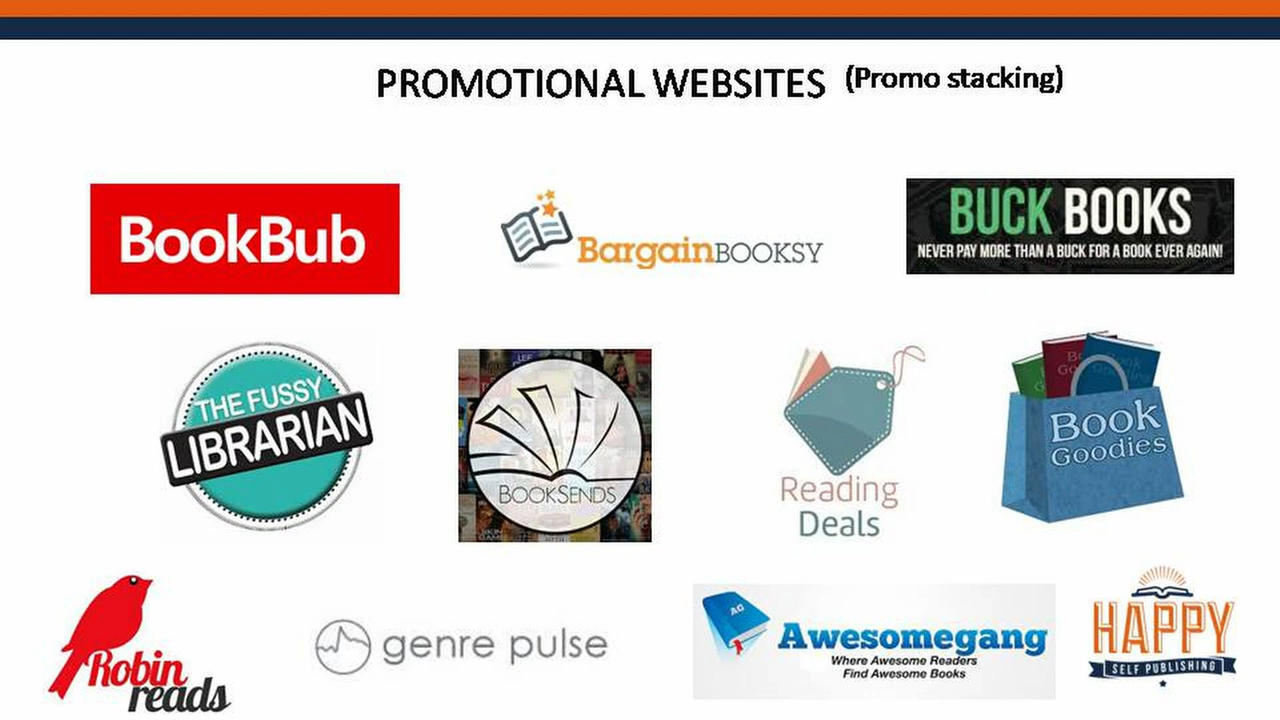 PROMOTIONAL WEBSITES (Promo stacking)
BookBub
BargainBOOKSY
BUCK BOOKS
NEVER PAY MORE THAN A BUCK FOR A BOOK EVER AGAIN!
THE FUSSY
LIBRARIAN
BOOKSENDS
Reading
Deals
Book
Goodies
Robin
reads
genre pulse
AG
Awesomegang
Where Awesome Readers
Find Awesome Books
HAPPY
SELF PUBLISHING